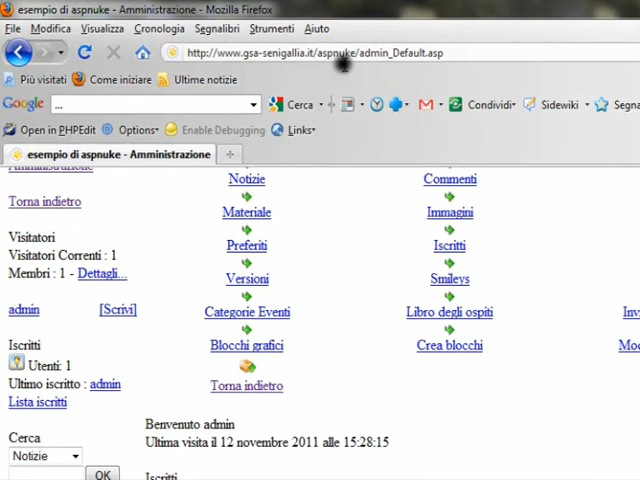 esempio di aspnuke - Amministrazione - Mozilla Firefox
File Modifica Visualizza Cronologia Segnalibri Strumenti Aiuto
http://www.gsa-senigallia.it/aspnuke/admin_Default.asp
Più visitati Come iniziare Ultime notizie
Google ... Cerca Condividi Sidewiki Segna
Open in PHPEdit Options Enable Debugging Links
esempio di aspnuke - Amministrazione
Amministrazione
Notizie Commenti
Torna indietro
Materiale Immagini
Visitatori
Preferiti Iscritti
Visitatori Correnti : 1
Membri : 1 - Dettagli...
Versioni Smileys
admin [Scrivi]
Categorie Eventi Libro degli ospiti Inv
Iscritti
Blocchi grafici Crea blocchi Mod
Utenti: 1
Ultimo iscritto : admin
Torna indietro
Lista iscritti
Benvenuto admin
Cerca
Ultima visita il 12 novembre 2011 alle 15:28:15
Notizie
OK
Iscritti